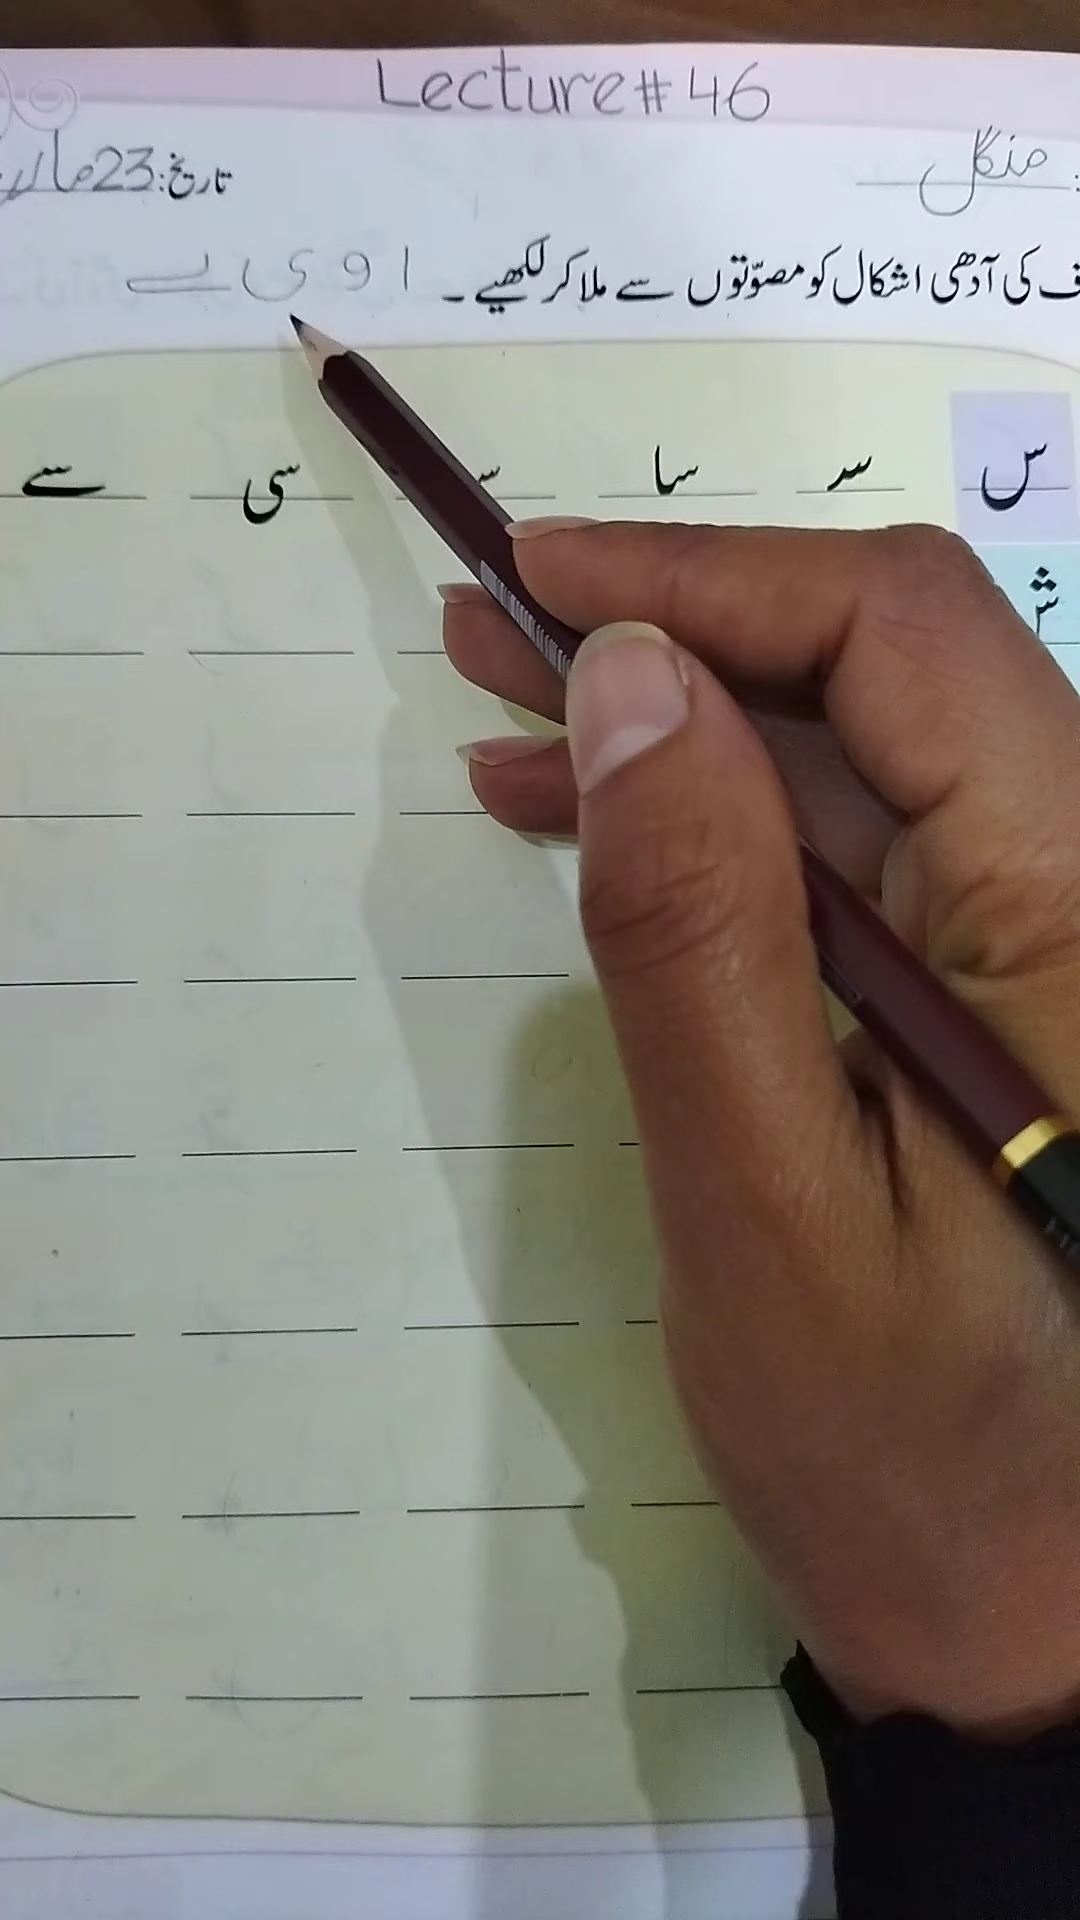 Lecture # 46
منگل تاریخ: 23
کی آدھی اشکال کو مصوّتوں سے ملا کر لکھیے۔ ا و ی ے
س سر سا سی سے
ش